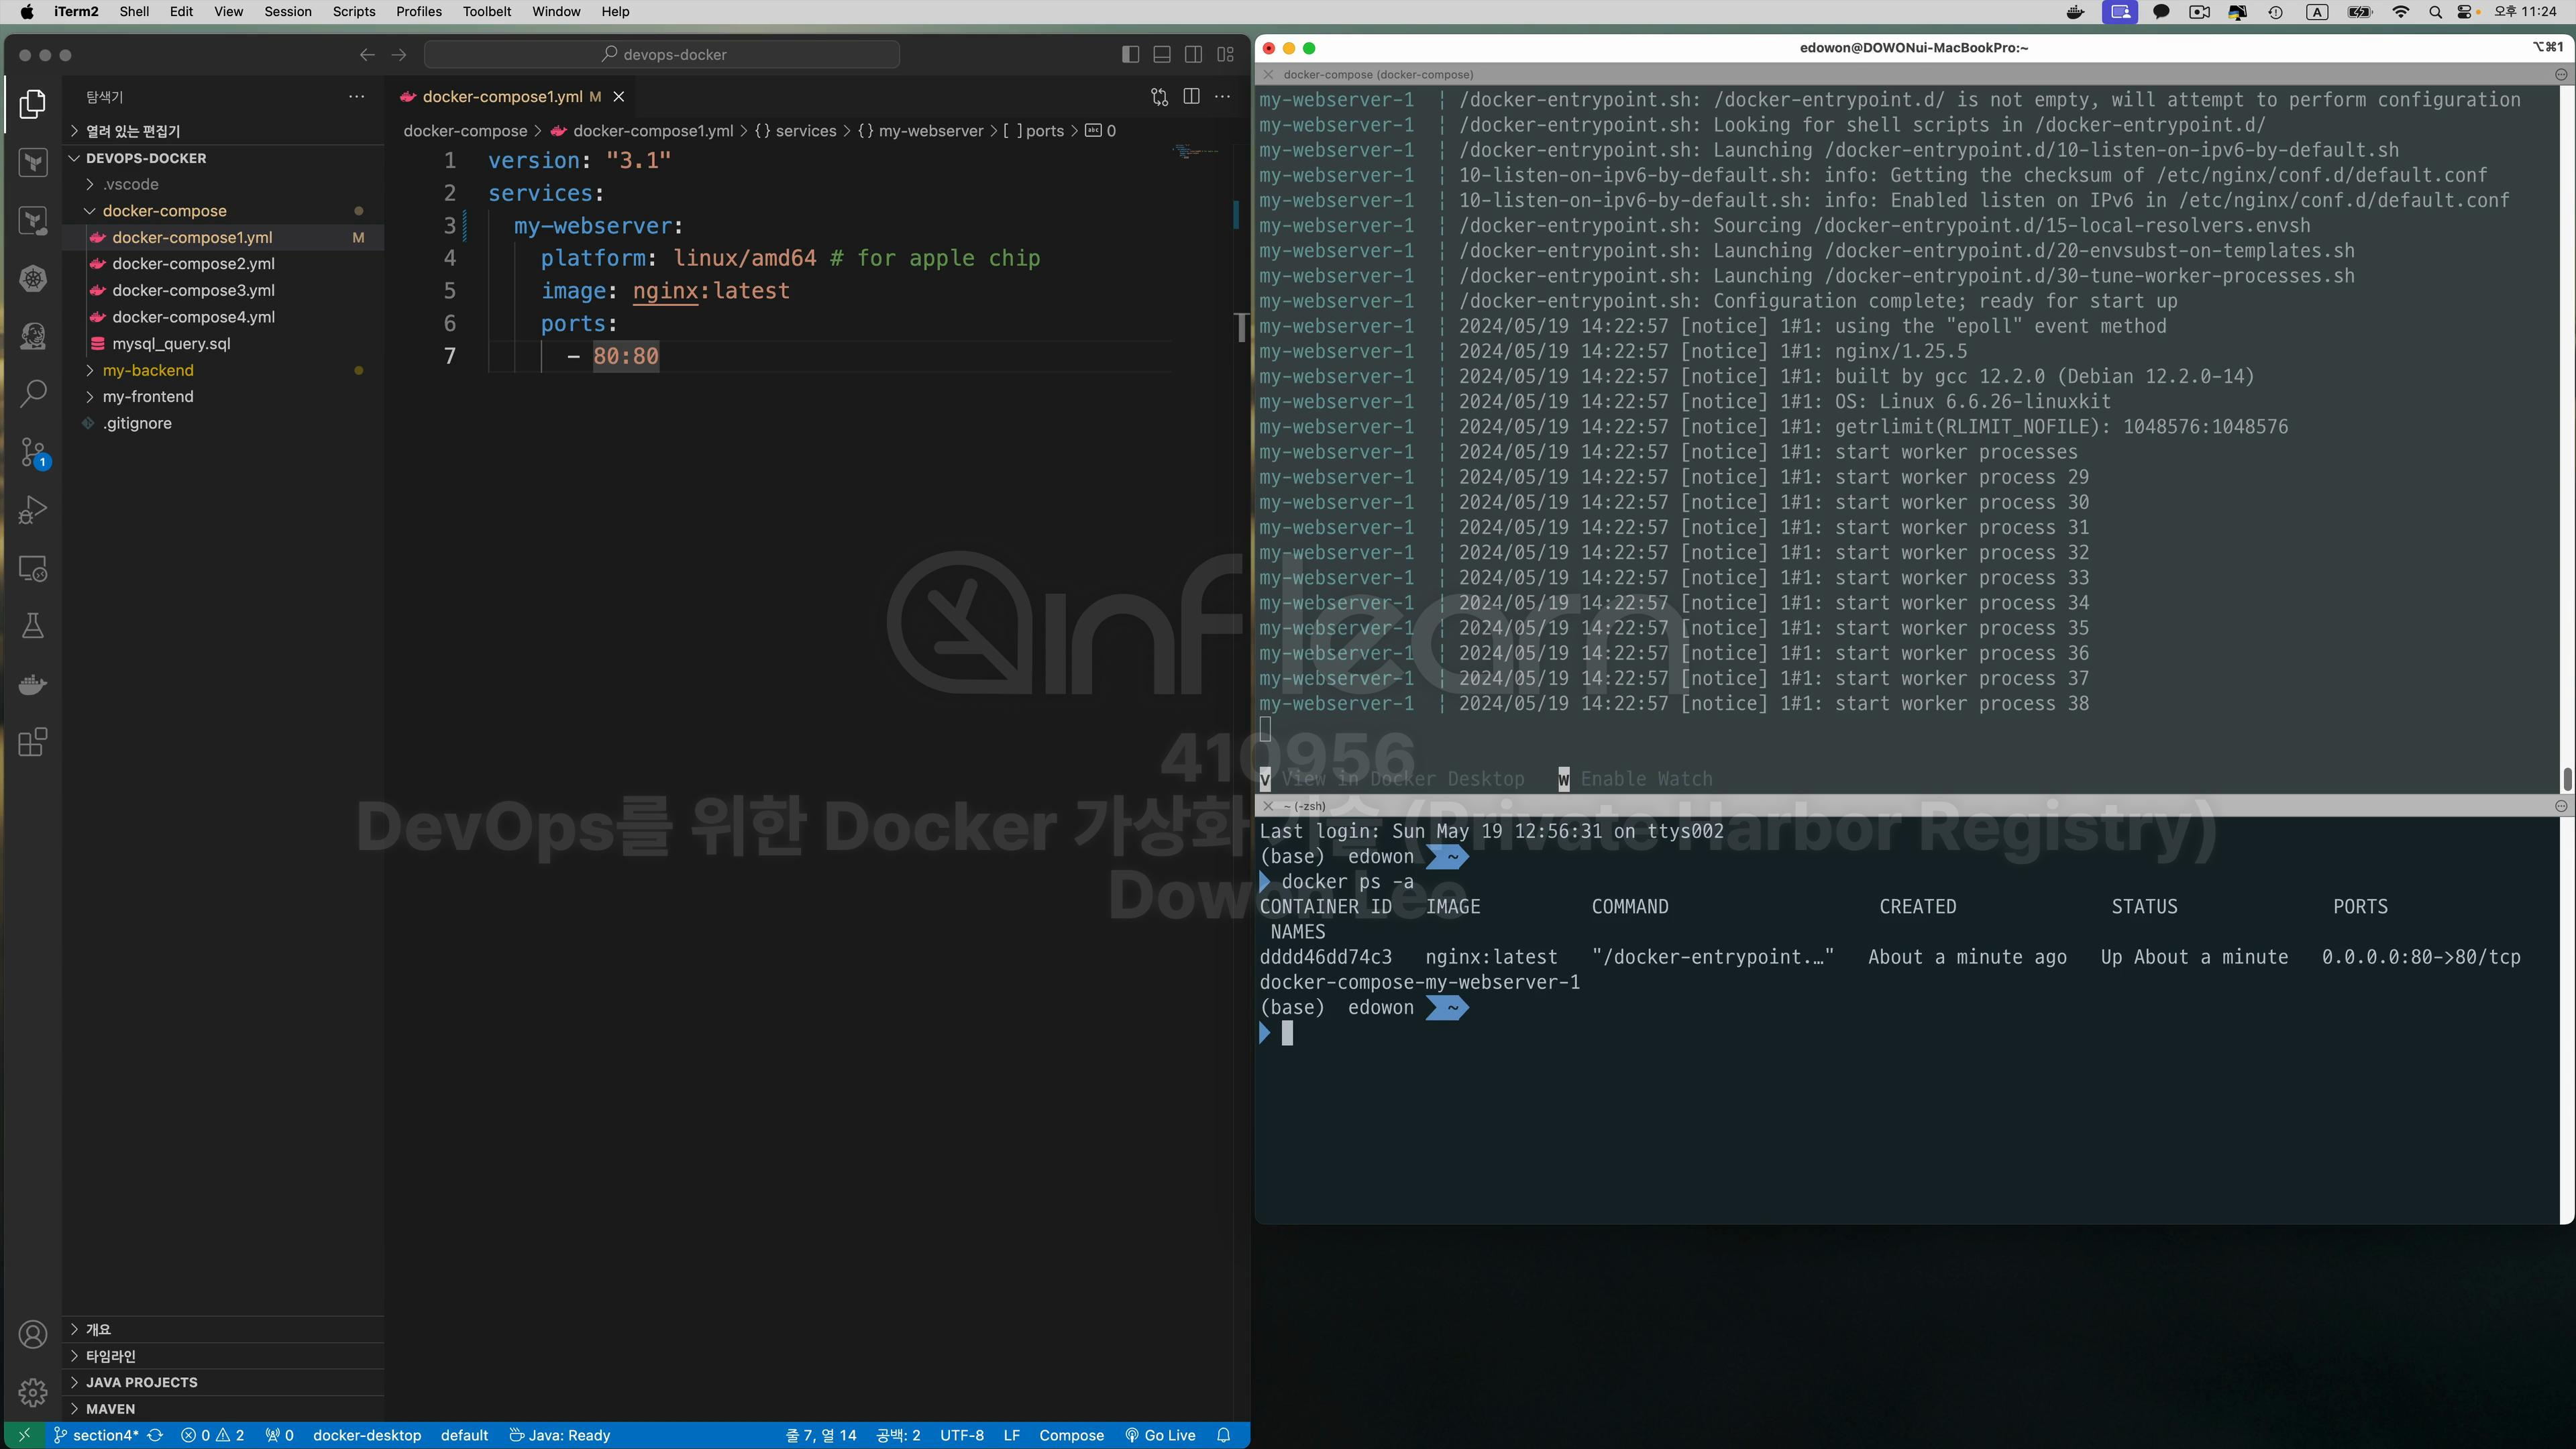 iTerm2 Shell Edit View Session Scripts Profiles Toolbelt Window Help
A 오후 11:24
devops-docker
탐색기
열려 있는 편집기
DEVOPS-DOCKER
.vscode
docker-compose
docker-compose1.yml M
docker-compose2.yml
docker-compose3.yml
docker-compose4.yml
mysql_query.sql
my-backend
my-frontend
.gitignore
1
개요
타임라인
JAVA PROJECTS
MAVEN
docker-compose1.yml M
docker-compose > docker-compose1.yml > {} services > {} my-webserver > [ ] ports > abc 0
1 version: "3.1"
2 services:
3 my-webserver:
4 platform: linux/amd64 # for apple chip
5 image: nginx:latest
6 ports:
7 - 80:80
section4* 0 2 0 docker-desktop default Java: Ready 줄 7, 열 14 공백: 2 UTF-8 LF Compose Go Live
edowon@DOWONui-MacBookPro:~ ⌥⌘1
docker-compose (docker-compose)
my-webserver-1 | /docker-entrypoint.sh: /docker-entrypoint.d/ is not empty, will attempt to perform configuration
my-webserver-1 | /docker-entrypoint.sh: Looking for shell scripts in /docker-entrypoint.d/
my-webserver-1 | /docker-entrypoint.sh: Launching /docker-entrypoint.d/10-listen-on-ipv6-by-default.sh
my-webserver-1 | 10-listen-on-ipv6-by-default.sh: info: Getting the checksum of /etc/nginx/conf.d/default.conf
my-webserver-1 | 10-listen-on-ipv6-by-default.sh: info: Enabled listen on IPv6 in /etc/nginx/conf.d/default.conf
my-webserver-1 | /docker-entrypoint.sh: Sourcing /docker-entrypoint.d/15-local-resolvers.envsh
my-webserver-1 | /docker-entrypoint.sh: Launching /docker-entrypoint.d/20-envsubst-on-templates.sh
my-webserver-1 | /docker-entrypoint.sh: Launching /docker-entrypoint.d/30-tune-worker-processes.sh
my-webserver-1 | /docker-entrypoint.sh: Configuration complete; ready for start up
my-webserver-1 | 2024/05/19 14:22:57 [notice] 1#1: using the "epoll" event method
my-webserver-1 | 2024/05/19 14:22:57 [notice] 1#1: nginx/1.25.5
my-webserver-1 | 2024/05/19 14:22:57 [notice] 1#1: built by gcc 12.2.0 (Debian 12.2.0-14)
my-webserver-1 | 2024/05/19 14:22:57 [notice] 1#1: OS: Linux 6.6.26-linuxkit
my-webserver-1 | 2024/05/19 14:22:57 [notice] 1#1: getrlimit(RLIMIT_NOFILE): 1048576:1048576
my-webserver-1 | 2024/05/19 14:22:57 [notice] 1#1: start worker processes
my-webserver-1 | 2024/05/19 14:22:57 [notice] 1#1: start worker process 29
my-webserver-1 | 2024/05/19 14:22:57 [notice] 1#1: start worker process 30
my-webserver-1 | 2024/05/19 14:22:57 [notice] 1#1: start worker process 31
my-webserver-1 | 2024/05/19 14:22:57 [notice] 1#1: start worker process 32
my-webserver-1 | 2024/05/19 14:22:57 [notice] 1#1: start worker process 33
my-webserver-1 | 2024/05/19 14:22:57 [notice] 1#1: start worker process 34
my-webserver-1 | 2024/05/19 14:22:57 [notice] 1#1: start worker process 35
my-webserver-1 | 2024/05/19 14:22:57 [notice] 1#1: start worker process 36
my-webserver-1 | 2024/05/19 14:22:57 [notice] 1#1: start worker process 37
my-webserver-1 | 2024/05/19 14:22:57 [notice] 1#1: start worker process 38
v View in Docker Desktop w Enable Watch
~ (-zsh)
Last login: Sun May 19 12:56:31 on ttys002
(base) edowon ~
docker ps -a
CONTAINER ID IMAGE COMMAND CREATED STATUS PORTS
NAMES
dddd46dd74c3 nginx:latest "/docker-entrypoint.…" About a minute ago Up About a minute 0.0.0.0:80->80/tcp
docker-compose-my-webserver-1
(base) edowon ~
inflearn
410956
DevOps를 위한 Docker 가상화 기술 (Private Harbor Registry)
Dowon Lee